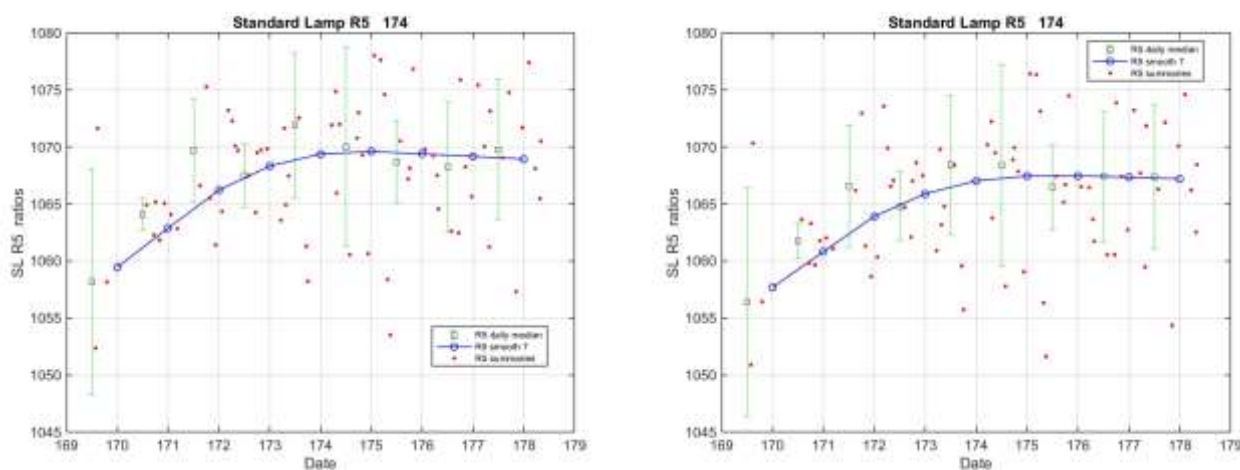 Standard Lamp R5 174
1080
1075
1070
1065
1060
1055
1050
1045
SL R5 ratios
R5 daily median
R5 smooth 7
R5 summaries
169 170 171 172 173 174 175 176 177 178 179
Date
Standard Lamp R5 174
1080
1075
1070
1065
1060
1055
1050
1045
SL R5 ratios
R5 daily median
R5 smooth 7
R5 summaries
169 170 171 172 173 174 175 176 177 178 179
Date